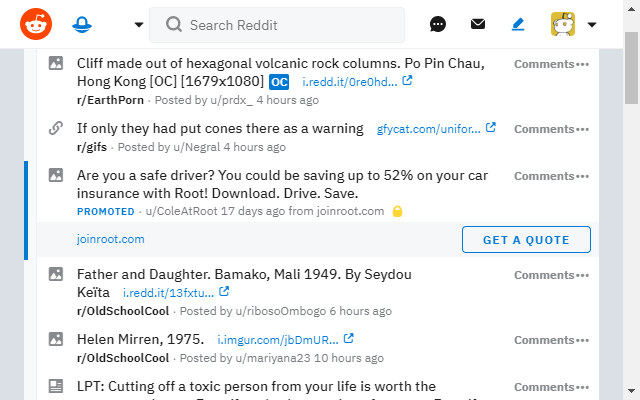 Search Reddit
Cliff made out of hexagonal volcanic rock columns. Po Pin Chau,
Hong Kong [OC] [1679x1080] OC i.redd.it/0re0hd...
Comments
r/EarthPorn · Posted by u/prdx_ 4 hours ago
If only they had put cones there as a warning gfycat.com/unifor...
Comments
r/gifs · Posted by u/Negral 4 hours ago
Are you a safe driver? You could be saving up to 52% on your car
insurance with Root! Download. Drive. Save.
Comments
PROMOTED · u/ColeAtRoot 17 days ago from joinroot.com
joinroot.com
GET A QUOTE
Father and Daughter. Bamako, Mali 1949. By Seydou
Keïta i.redd.it/13fxtu...
Comments
r/OldSchoolCool · Posted by u/ribosoOmbogo 6 hours ago
Helen Mirren, 1975. i.imgur.com/jbDmUR...
Comments
r/OldSchoolCool · Posted by u/mariyana23 10 hours ago
LPT: Cutting off a toxic person from your life is worth the
Comments